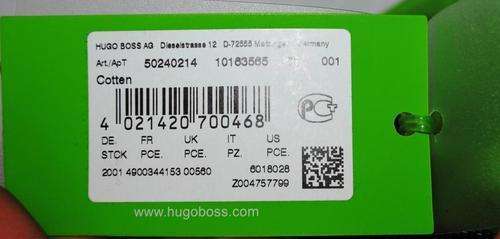 HUGO BOSS AG Dieselstrasse 12 D-72555 Germany
Art./ApT 50240214 10163565 001
Cotten
4 021420 700468
DE. FR UK IT US
STCK PCE. PCE. PZ. PCE.
2001 4900344153 00560 6018028
Z004757799
www.hugoboss.com